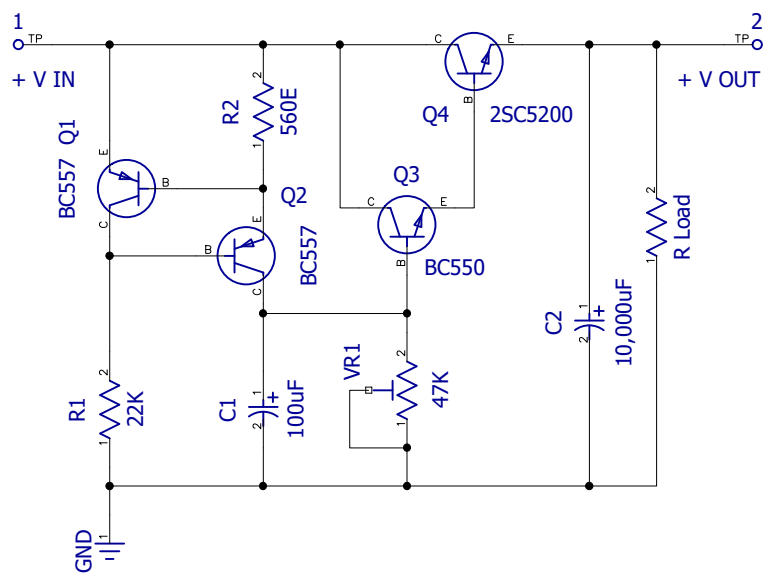 1
2
TP
C
E
TP
+ V IN
+ V OUT
2
R2
560E
1
B
Q4
2SC5200
Q1
BC557
E
B
C
Q2
E
B
C
BC557
Q3
C
E
B
BC550
2
R Load
1
1
C2
+
10,000uF
2
VR1
2
47K
1
2
R1
22K
1
1
C1
+
100uF
2
GND
1